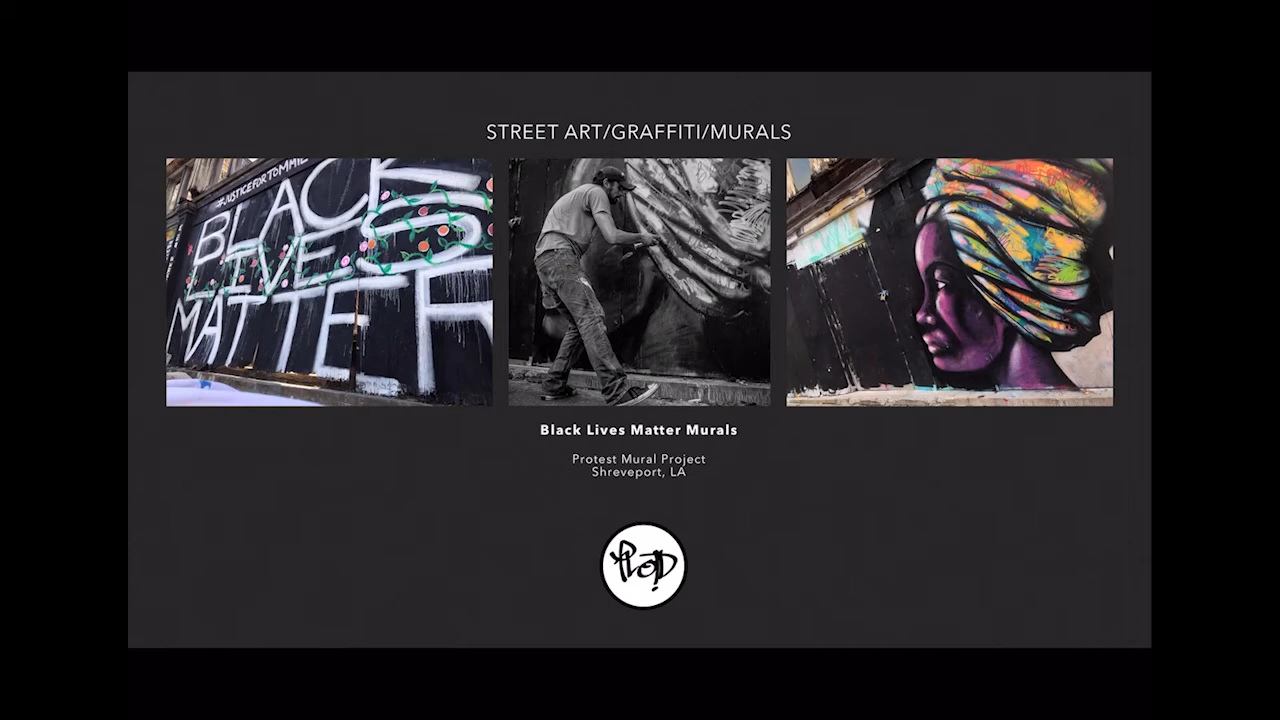 STREET ART/GRAFFITI/MURALS
#JUSTICEFORTOMMIE
BLACK
LIVES
MATTER
Black Lives Matter Murals
Protest Mural Project
Shreveport, LA